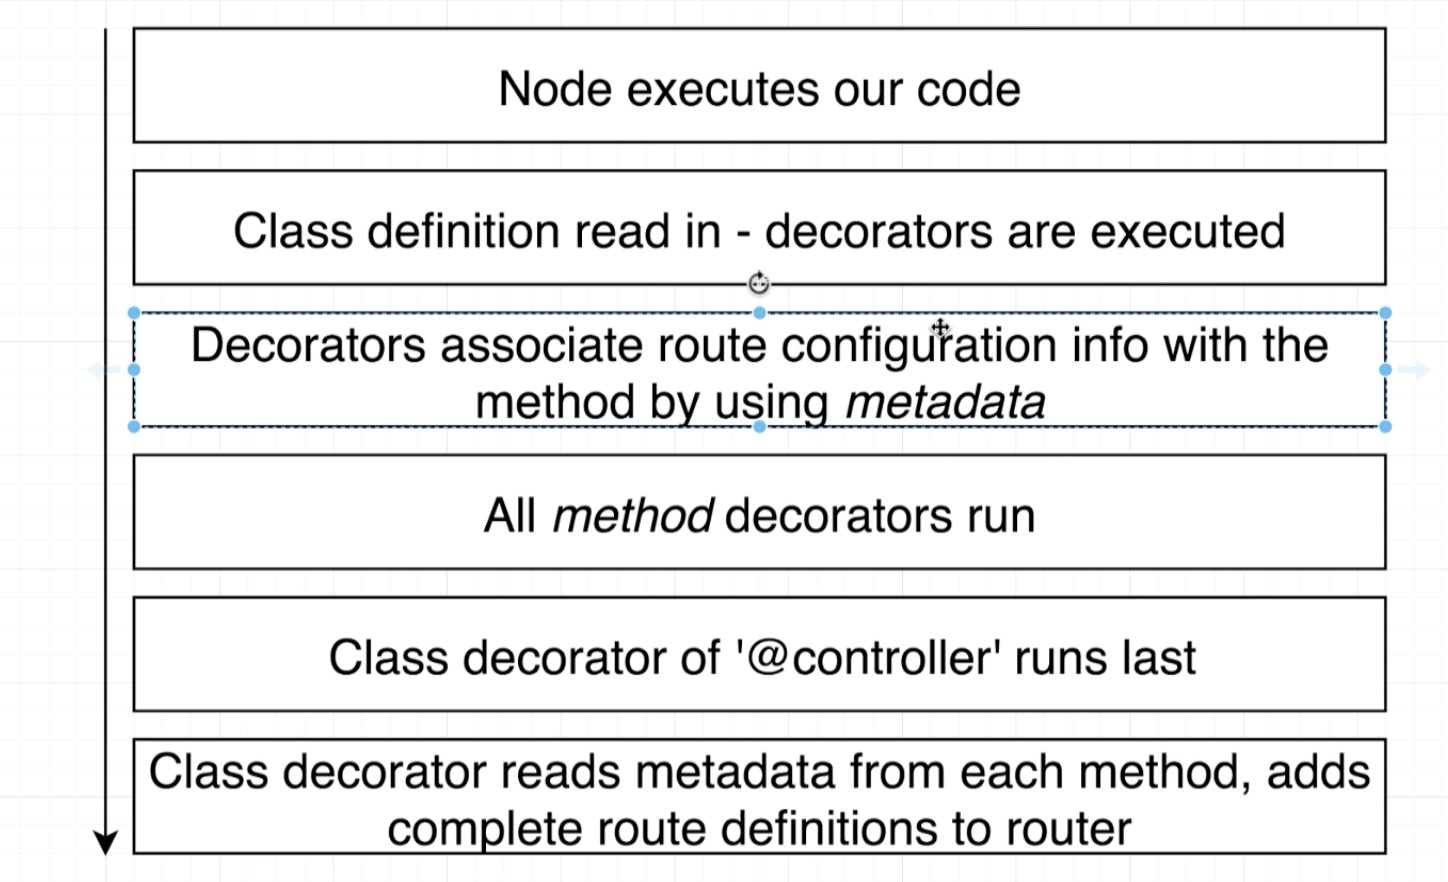 Node executes our code
Class definition read in - decorators are executed
Decorators associate route configuration info with the
method by using metadata
All method decorators run
Class decorator of '@controller' runs last
Class decorator reads metadata from each method, adds
complete route definitions to router